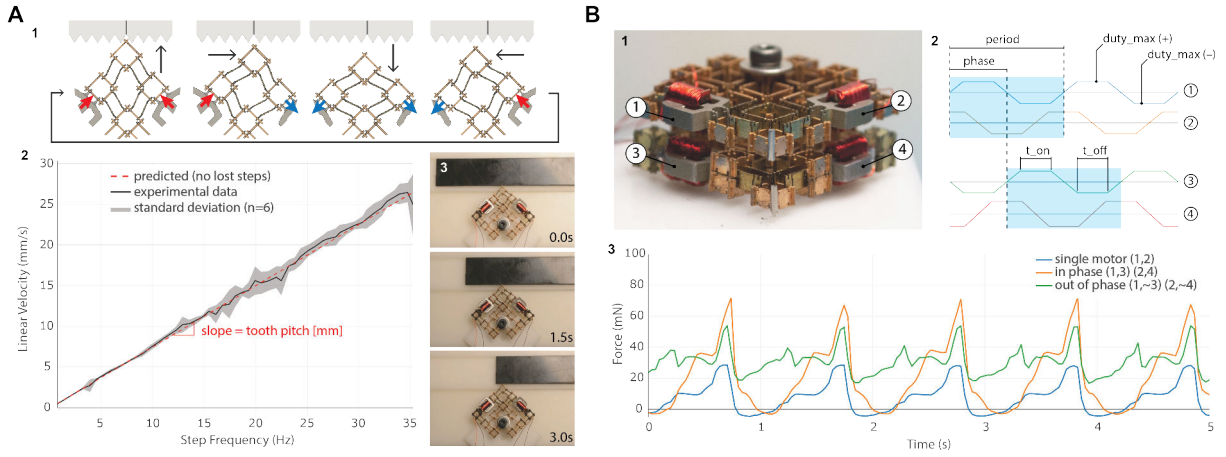 A
1
2
30
25
20
15
10
5
0
Linear Velocity (mm/s)
predicted (no lost steps)
experimental data
standard deviation (n=6)
slope = tooth pitch [mm]
5
10
15
20
25
30
35
Step Frequency (Hz)
3
0.0s
1.5s
3.0s
B
1
1
2
3
4
2
period
phase
duty_max (+)
duty_max (–)
1
2
t_on
t_off
3
4
3
single motor (1,2)
in phase (1,3) (2,4)
out of phase (1,~3) (2,~4)
Force (mN)
80
60
40
20
0
0
1
2
3
4
5
Time (s)